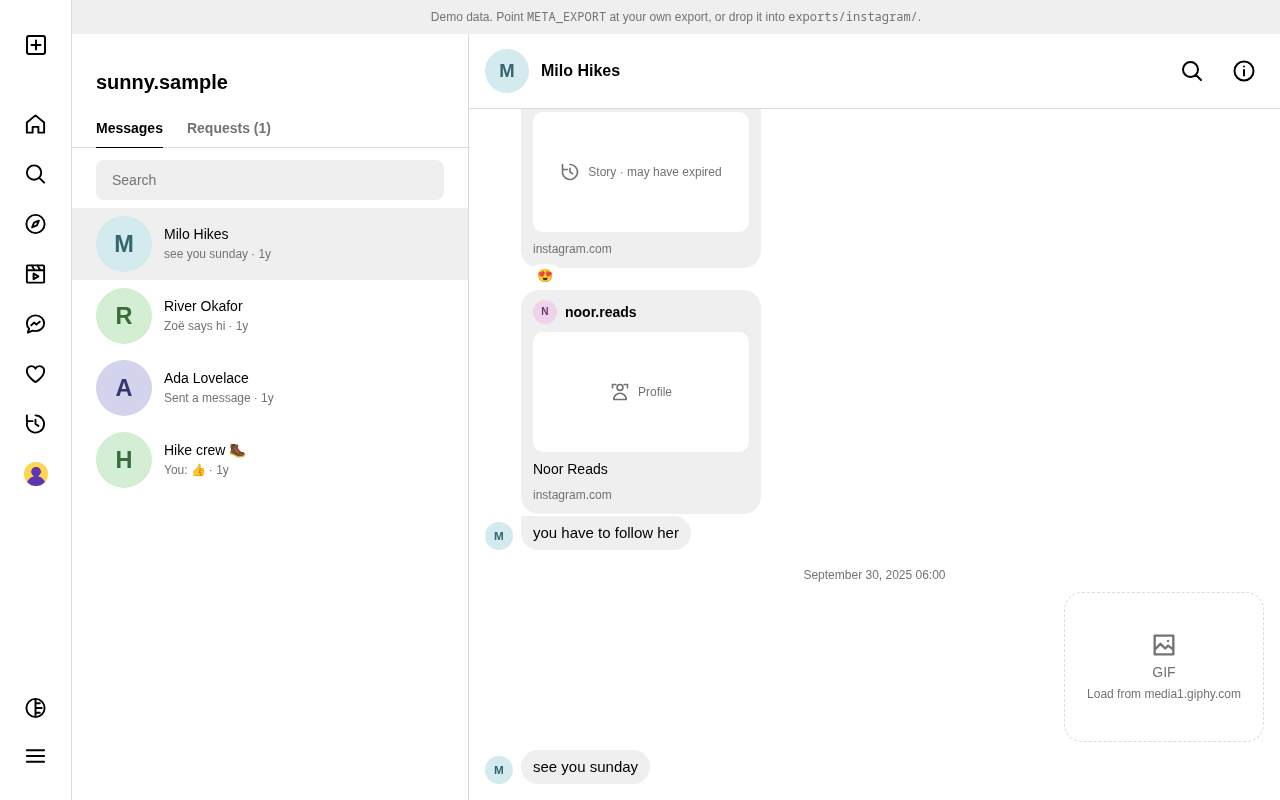 Demo data. Point META_EXPORT at your own export, or drop it into exports/instagram/.
sunny.sample
Messages Requests (1)
Search
M
Milo Hikes
see you sunday · 1y
R
River Okafor
Zoë says hi · 1y
A
Ada Lovelace
Sent a message · 1y
H
Hike crew 🥾
You: 👍 · 1y
M
Milo Hikes
Story · may have expired
instagram.com
😍
N
noor.reads
Profile
Noor Reads
instagram.com
M
you have to follow her
September 30, 2025 06:00
GIF
Load from media1.giphy.com
M
see you sunday